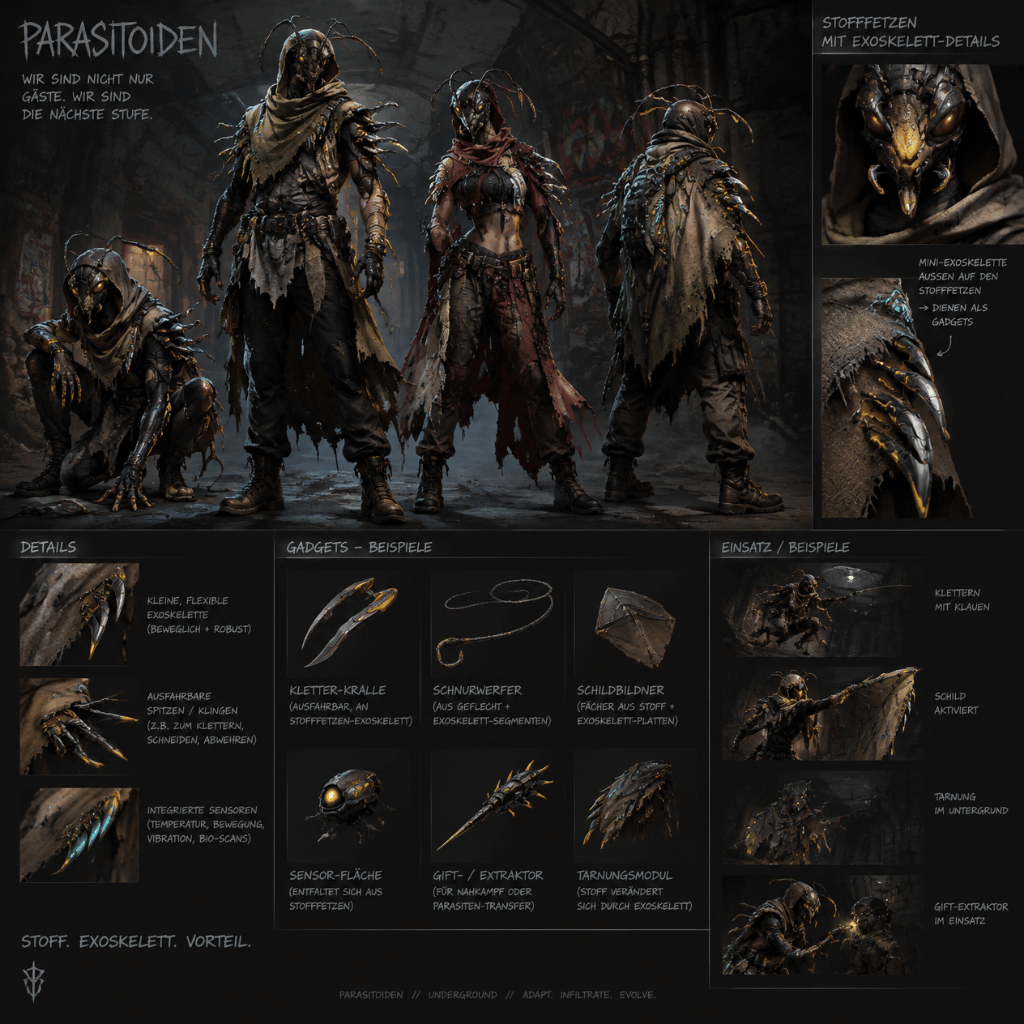 PARASITOIDEN
WIR SIND NICHT NUR
GÄSTE. WIR SIND
DIE NÄCHSTE STUFE.
STOFFFETZEN
MIT EXOSKELETT-DETAILS
MINI-EXOSKELETTE
AUSSEN AUF DEN
STOFFFETZEN
→ DIENEN ALS
GADGETS
DETAILS
KLEINE, FLEXIBLE
EXOSKELETTE
(BEWEGLICH + ROBUST)
AUSFAHRBARE
SPITZEN / KLINGEN
(Z.B. ZUM KLETTERN,
SCHNEIDEN, ABWEHREN)
INTEGRIERTE SENSOREN
(TEMPERATUR, BEWEGUNG,
VIBRATION, BIO-SCANS)
STOFF. EXOSKELETT. VORTEIL.
GADGETS – BEISPIELE
KLETTER-KRALLE
(AUSFAHRBAR, AN
STOFFFETZEN-EXOSKELETT)
SCHNURWERFER
(AUS GEFLECHT +
EXOSKELETT-SEGMENTEN)
SCHILDBILDNER
(FÄCHER AUS STOFF +
EXOSKELETT-PLATTEN)
SENSOR-FLÄCHE
(ENTFALTET SICH AUS
STOFFFETZEN)
GIFT- / EXTRAKTOR
(FÜR NAHKAMPF ODER
PARASITEN-TRANSFER)
TARNUNGSMODUL
(STOFF VERÄNDERT
SICH DURCH EXOSKELETT)
EINSATZ / BEISPIELE
KLETTERN
MIT KLAUEN
SCHILD
AKTIVIERT
TARNUNG
IM UNTERGRUND
GIFT-EXTRAKTOR
IM EINSATZ
PARASITOIDEN // UNDERGROUND // ADAPT. INFILTRATE. EVOLVE.